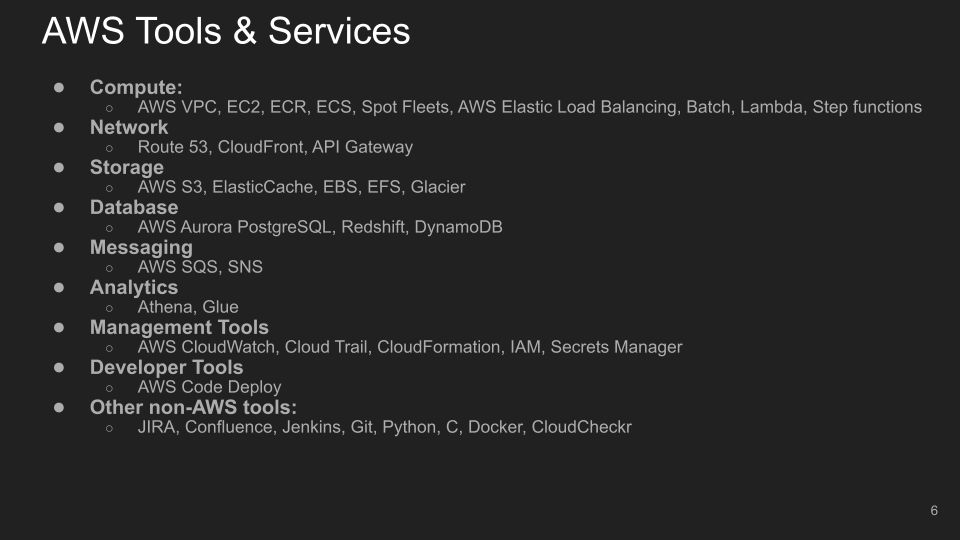 AWS Tools & Services
● Compute:
○ AWS VPC, EC2, ECR, ECS, Spot Fleets, AWS Elastic Load Balancing, Batch, Lambda, Step functions
● Network
○ Route 53, CloudFront, API Gateway
● Storage
○ AWS S3, ElasticCache, EBS, EFS, Glacier
● Database
○ AWS Aurora PostgreSQL, Redshift, DynamoDB
● Messaging
○ AWS SQS, SNS
● Analytics
○ Athena, Glue
● Management Tools
○ AWS CloudWatch, Cloud Trail, CloudFormation, IAM, Secrets Manager
● Developer Tools
○ AWS Code Deploy
● Other non-AWS tools:
○ JIRA, Confluence, Jenkins, Git, Python, C, Docker, CloudCheckr
6